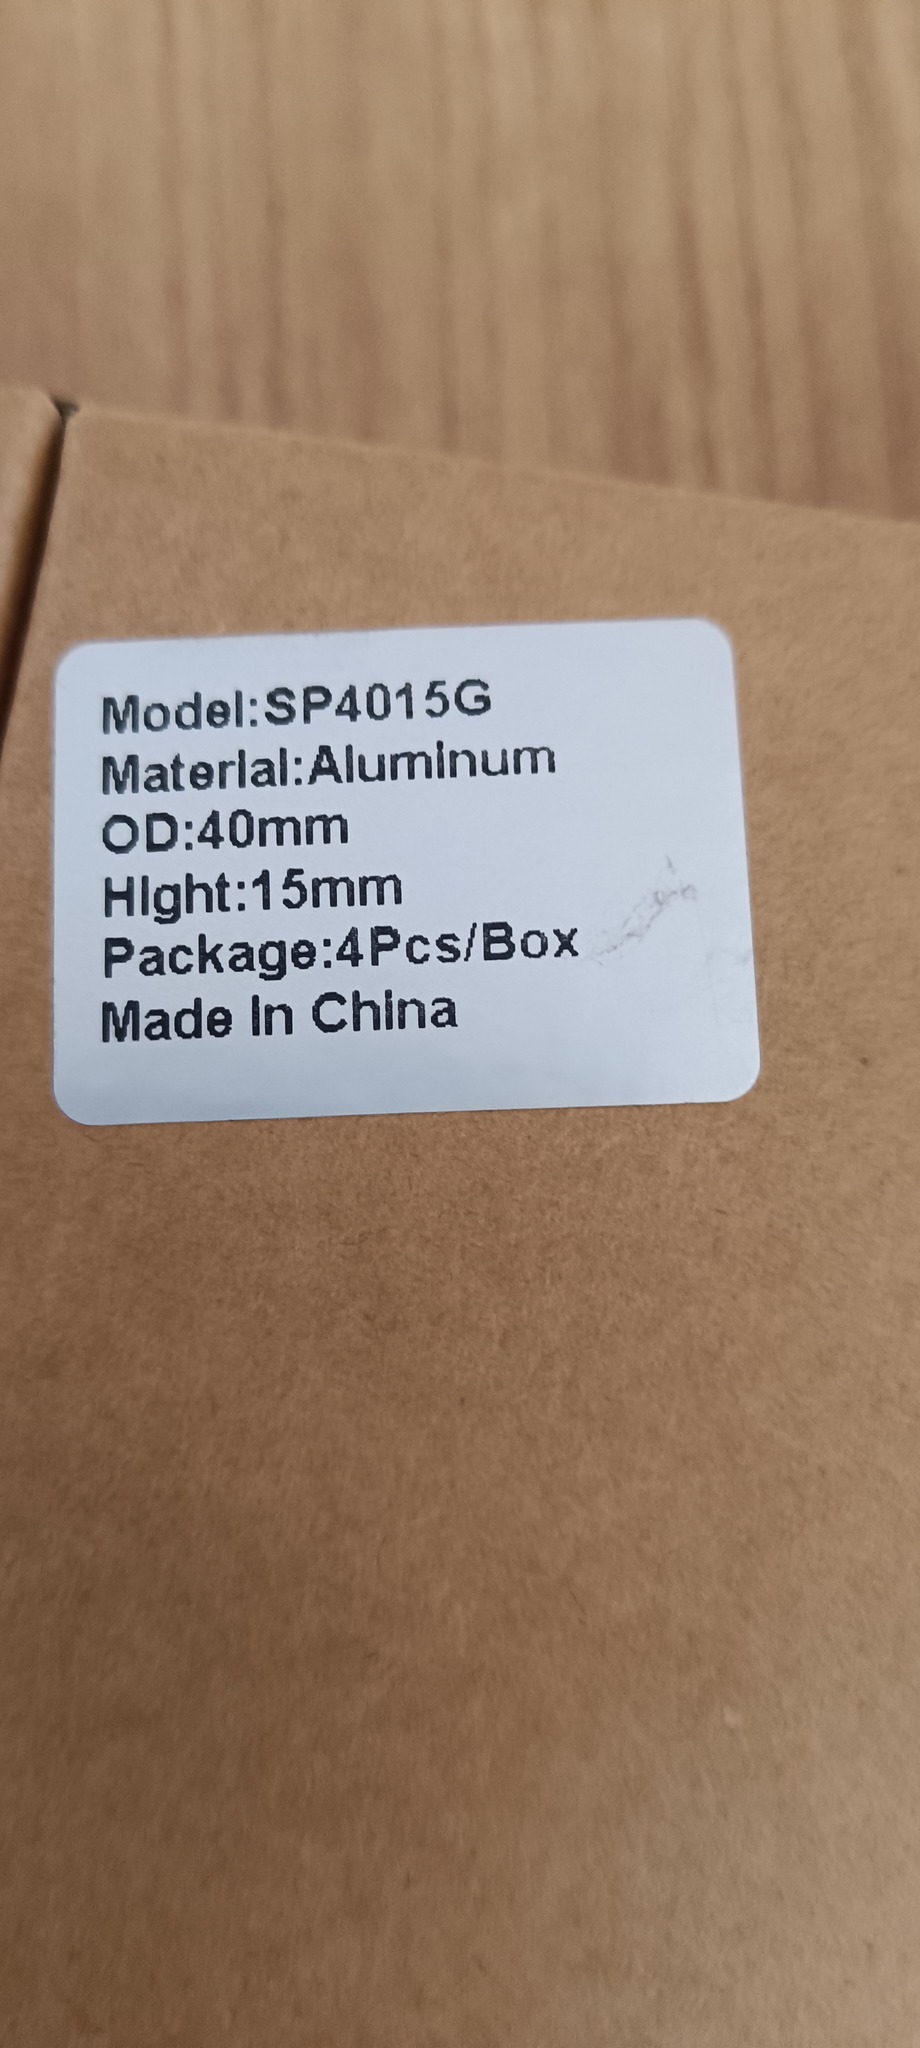 Model:SP4015G
Material:Aluminum
OD:40mm
Hight:15mm
Package:4Pcs/Box
Made In China